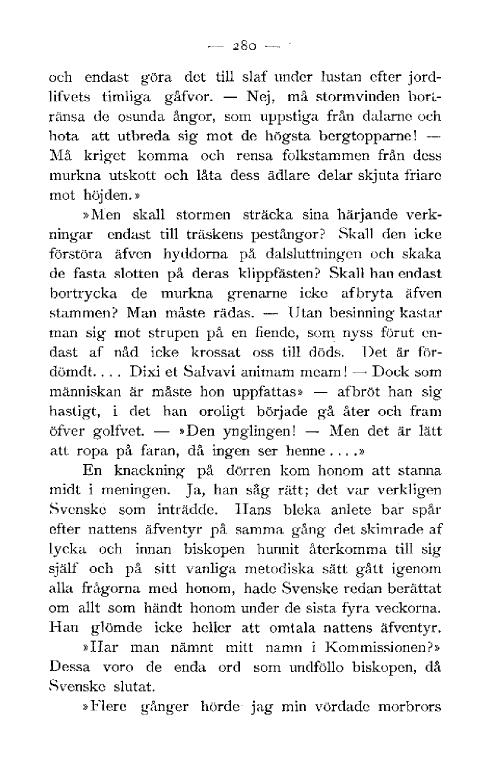 — 280 —
och endast göra det till slaf under lustan efter jord-
lifvets timliga gåfvor. — Nej, må stormvinden bort-
ränsa de osunda ångor, som uppstiga från dalarne och
hota att utbreda sig mot de högsta bergtopparne! —
Må kriget komma och rensa folkstammen från dess
murkna utskott och låta dess ädlare delar skjuta friare
mot höjden.»
»Men skall stormen sträcka sina härjande verk-
ningar endast till träskens pestångor? Skall den icke
förstöra äfven hyddorna på dalsluttningen och skaka
de fasta slotten på deras klippfästen? Skall han endast
bortrycka de murkna grenarne icke afbryta äfven
stammen? Man måste rädas. — Utan besinning kastar
man sig mot strupen på en fiende, som nyss förut en-
dast af nåd icke krossat oss till döds. Det är för-
dömdt.... Dixi et Salvavi animam meam! — Dock som
människan är måste hon uppfattas» — afbröt han sig
hastigt, i det han oroligt började gå åter och fram
öfver golfvet. — »Den ynglingen! — Men det är lätt
att ropa på faran, då ingen ser henne ....»
En knackning på dörren kom honom att stanna
midt i meningen. Ja, han såg rätt; det var verkligen
Svenske som inträdde. Hans bleka anlete bar spår
efter nattens äfventyr på samma gång det skimrade af
lycka och innan biskopen hunnit återkomma till sig
själf och på sitt vanliga metodiska sätt gått igenom
alla frågorna med honom, hade Svenske redan berättat
om allt som händt honom under de sista fyra veckorna.
Han glömde icke heller att omtala nattens äfventyr.
»Har man nämnt mitt namn i Kommissionen?»
Dessa voro de enda ord som undföllo biskopen, då
Svenske slutat.
»Flere gånger hörde jag min vördade morbrors